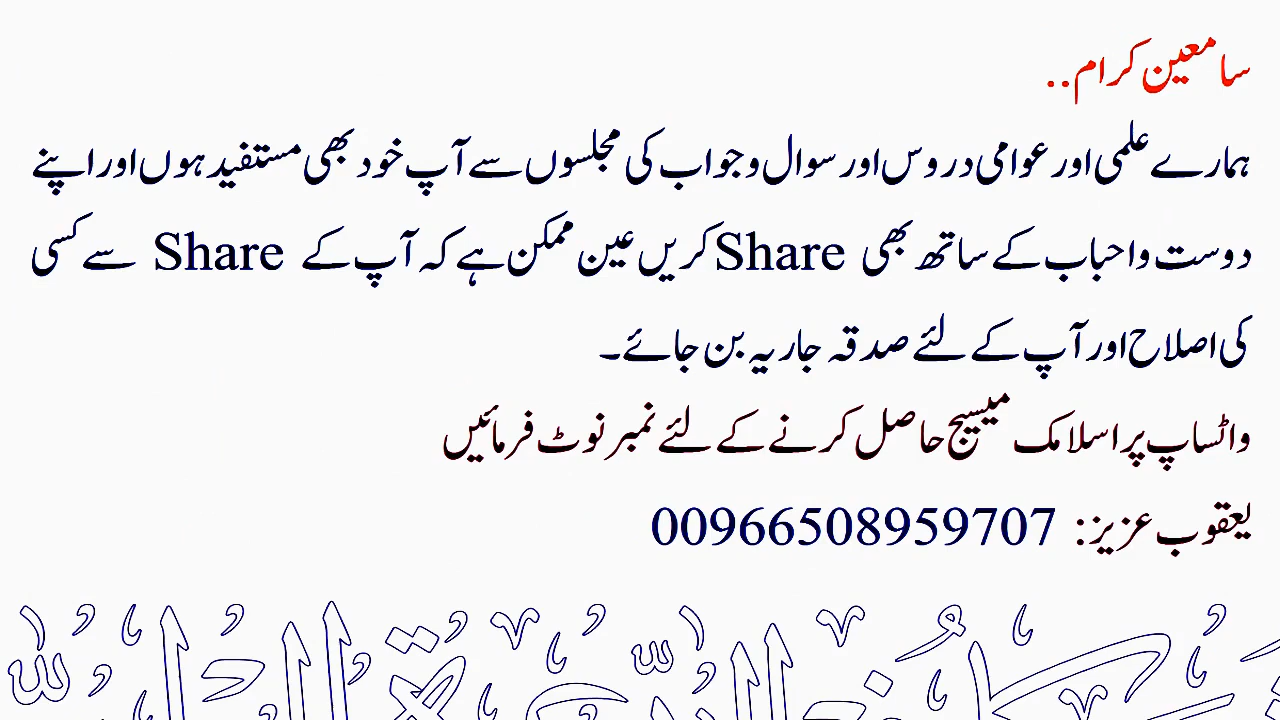 سامعین کرام..
ہمارے علمی اور عوامی دروس اور سوال وجواب کی مجلسوں سے آپ خود بھی مستفید ہوں اور اپنے
دوست واحباب کے ساتھ بھی Share کریں عین ممکن ہے کہ آپ کے Share سے کسی
کی اصلاح اور آپ کے لئے صدقہ جاریہ بن جائے۔
واٹساپ پر اسلامک میسیج حاصل کرنے کے لئے نمبر نوٹ فرمائیں
یعقوب عزیز: 00966508959707